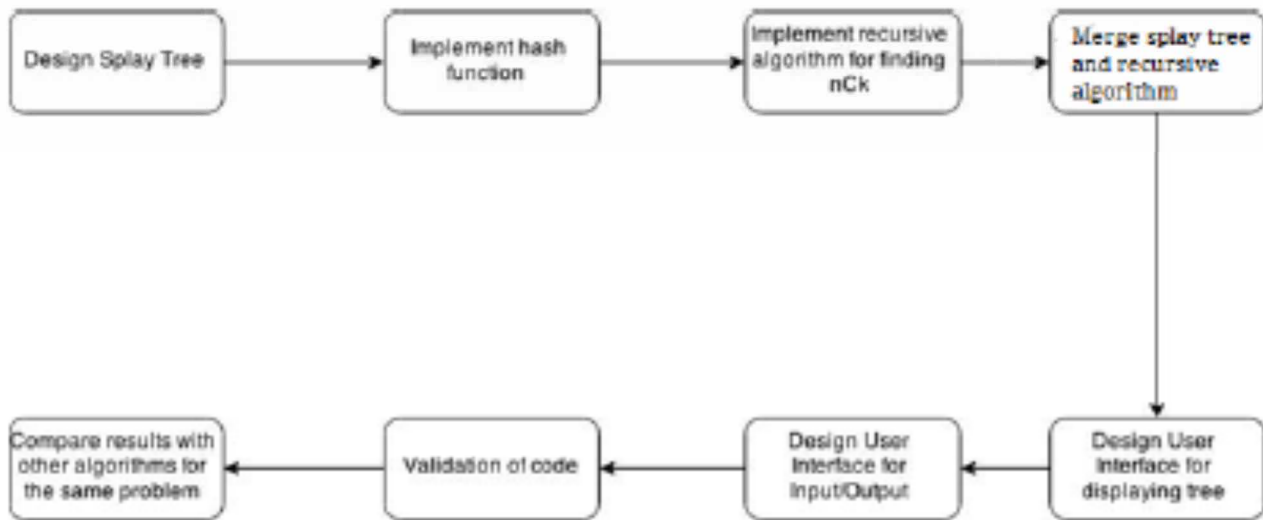 Design Splay Tree
Implement hash
function
Implement recursive
algorithm for finding
nCk
Merge splay tree
and recursive
algorithm
Design User
Interface for
displaying tree
Design User
Interface for
Input/Output
Validation of code
Compare results with
other algorithms for
the same problem